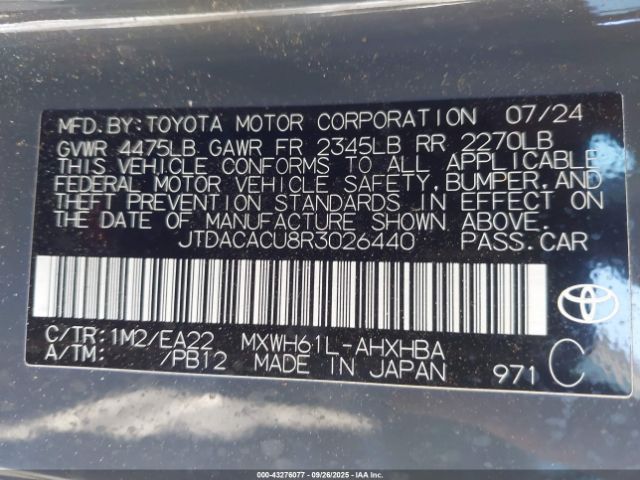 MFD. BY: TOYOTA MOTOR CORPORATION 07/24
GVWR 4475LB GAWR FR 2345LB RR 2270LB
THIS VEHICLE CONFORMS TO ALL APPLICABLE
FEDERAL MOTOR VEHICLE SAFETY, BUMPER, AND
THEFT PREVENTION STANDARDS IN EFFECT ON
THE DATE OF MANUFACTURE SHOWN ABOVE.
JTDACACU8R3026440 PASS. CAR
C/TR: 1M2/EA22 MXWH61L-AHXHBA
A/TM: /PB12 MADE IN JAPAN 971 C
000-43276077 - 09/26/2025 - IAA Inc.